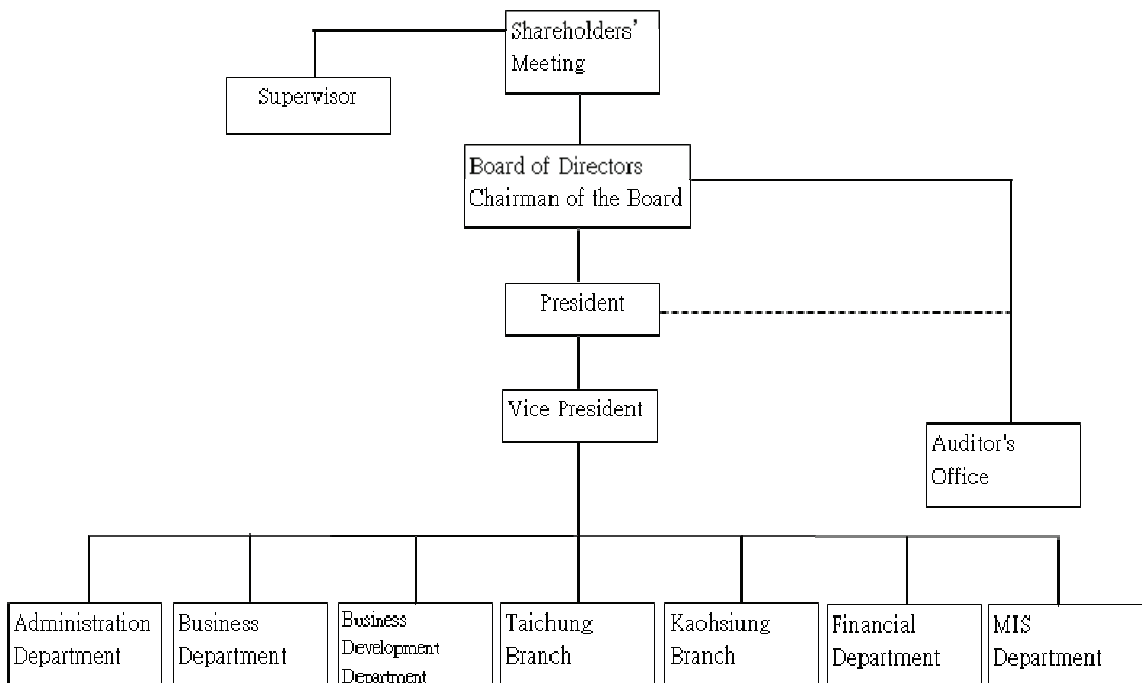 Shareholders'
Meeting
Supervisor
Board of Directors
Chairman of the Board
President
Vice President
Auditor's
Office
Administration
Department
Business
Department
Business
Development
Department
Taichung
Branch
Kaohsiung
Branch
Financial
Department
MIS
Department